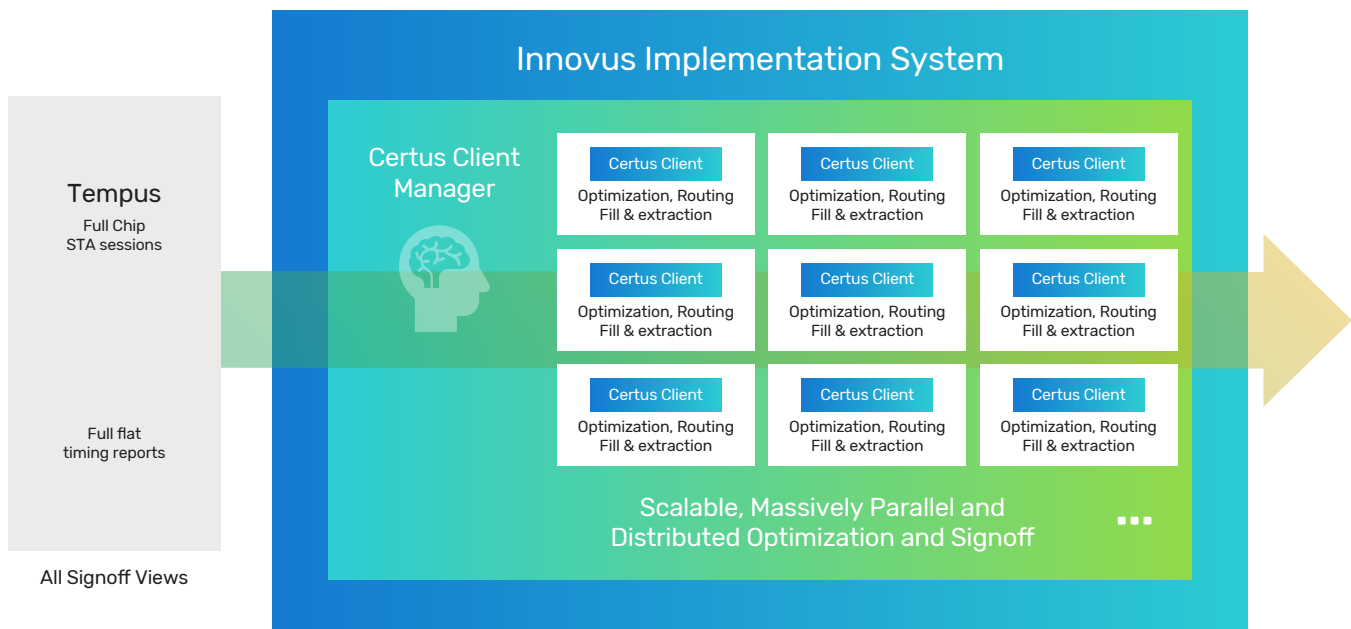 Innovus Implementation System
Tempus
Full Chip
STA sessions
Full flat
timing reports
All Signoff Views
Certus Client
Manager
Certus Client
Optimization, Routing
Fill & extraction
Certus Client
Optimization, Routing
Fill & extraction
Certus Client
Optimization, Routing
Fill & extraction
Certus Client
Optimization, Routing
Fill & extraction
Certus Client
Optimization, Routing
Fill & extraction
Certus Client
Optimization, Routing
Fill & extraction
Certus Client
Optimization, Routing
Fill & extraction
Certus Client
Optimization, Routing
Fill & extraction
Certus Client
Optimization, Routing
Fill & extraction
Scalable, Massively Parallel and
Distributed Optimization and Signoff
...